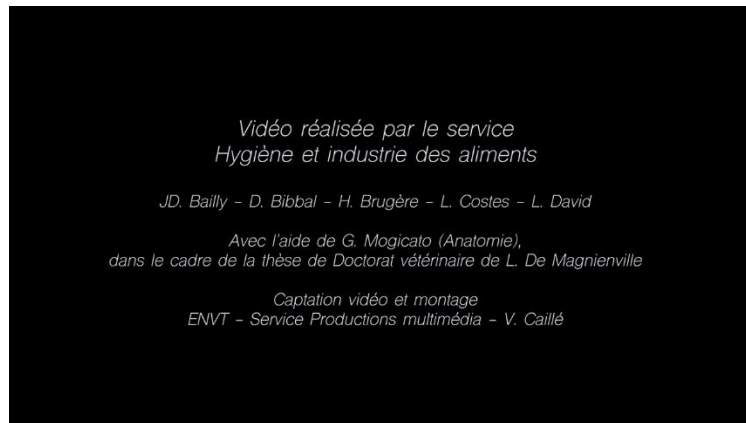 Vidéo réalisée par le service
Hygiène et industrie des aliments
JD. Bailly – D. Bibbal – H. Brugère – L. Costes – L. David
Avec l'aide de G. Mogicato (Anatomie),
dans le cadre de la thèse de Doctorat vétérinaire de L. De Magnienville
Captation vidéo et montage
ENVT – Service Productions multimédia – V. Caillé